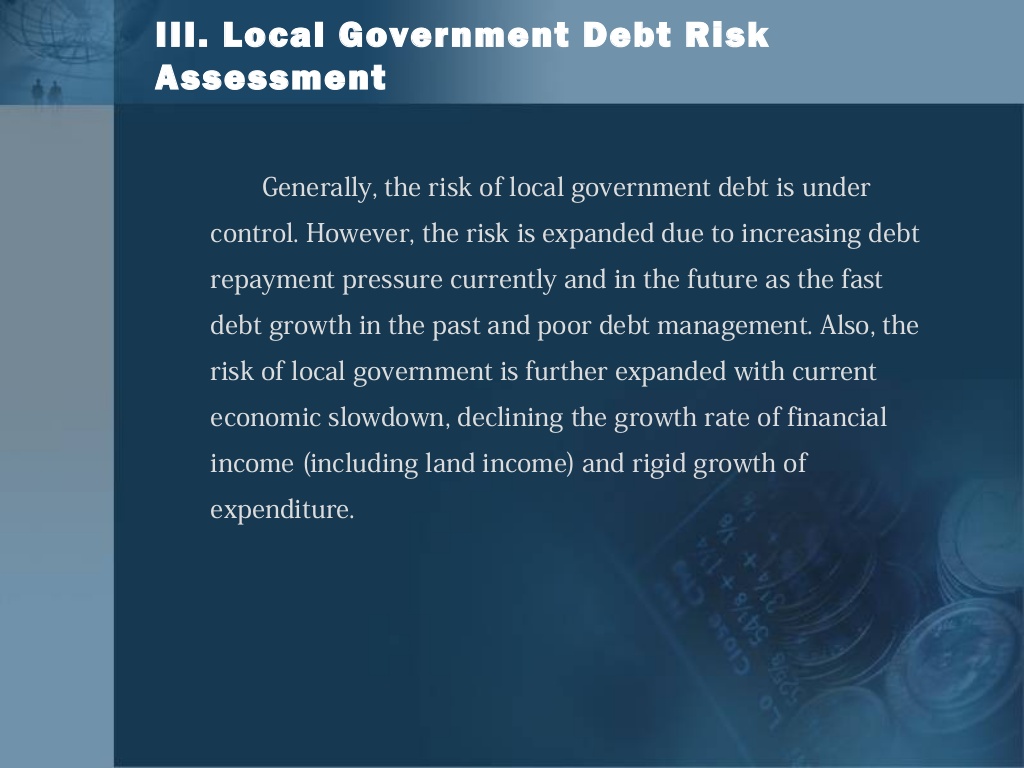 III. Local Government Debt Risk
Assessment
Generally, the risk of local government debt is under
control. However, the risk is expanded due to increasing debt
repayment pressure currently and in the future as the fast
debt growth in the past and poor debt management. Also, the
risk of local government is further expanded with current
economic slowdown, declining the growth rate of financial
income (including land income) and rigid growth of
expenditure.
Close
Lo